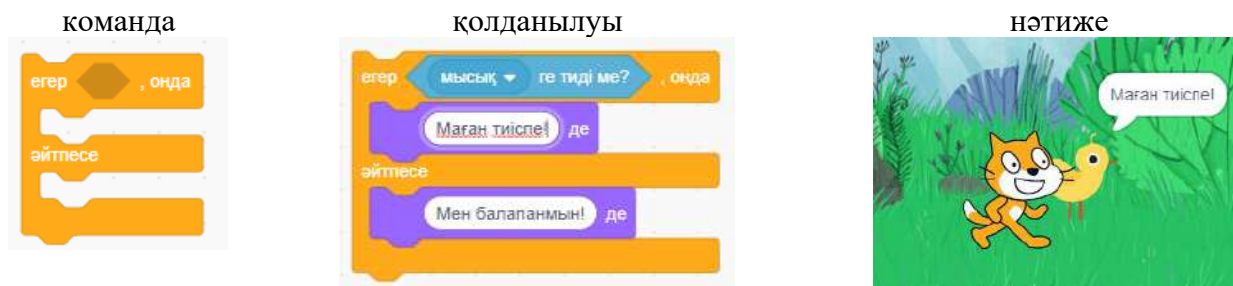 команда
қолданылуы
нәтиже
егер , онда
әйтпесе
егер мысық ге тиді ме? , онда
Маған тиіспе! де
әйтпесе
Мен балапанмын! де
Маған тиіспе!